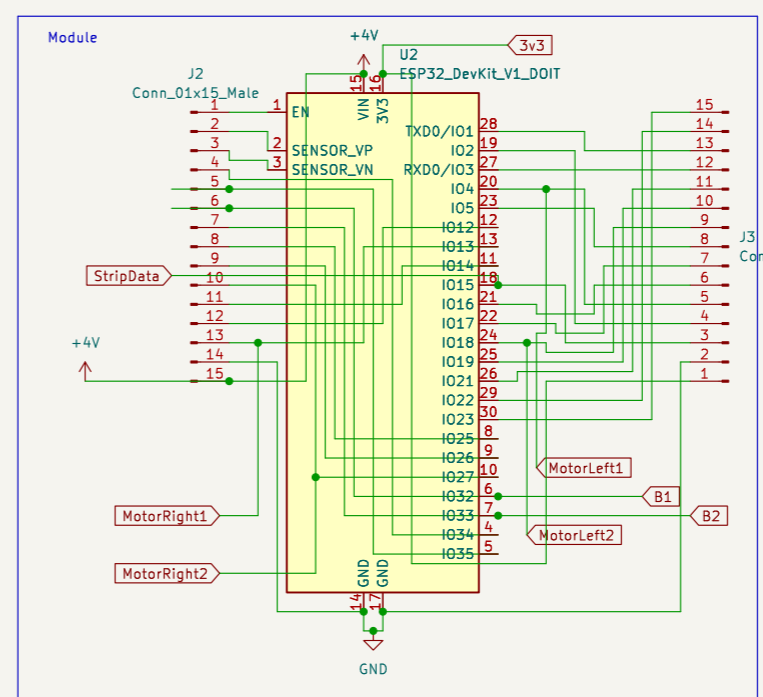 Module
+4V
3v3
U2
ESP32_DevKit_V1_DOIT
J2
Conn_01x15_Male
15
16
VIN
3V3
1
2
3
4
5
6
7
8
9
10
11
12
13
14
15
StripData
+4V
MotorRight1
MotorRight2
1
EN
2
SENSOR_VP
3
SENSOR_VN
TXD0/IO1
28
IO2
19
RXD0/IO3
27
IO4
20
IO5
23
IO12
12
IO13
13
IO14
11
IO15
18
IO16
21
IO17
22
IO18
24
IO19
25
IO21
26
IO22
29
IO23
30
IO25
8
IO26
9
IO27
10
IO32
6
IO33
7
IO34
4
IO35
5
15
14
13
12
11
10
9
8
7
6
5
4
3
2
1
J3
MotorLeft1
B1
B2
MotorLeft2
GND
GND
14
17
GND